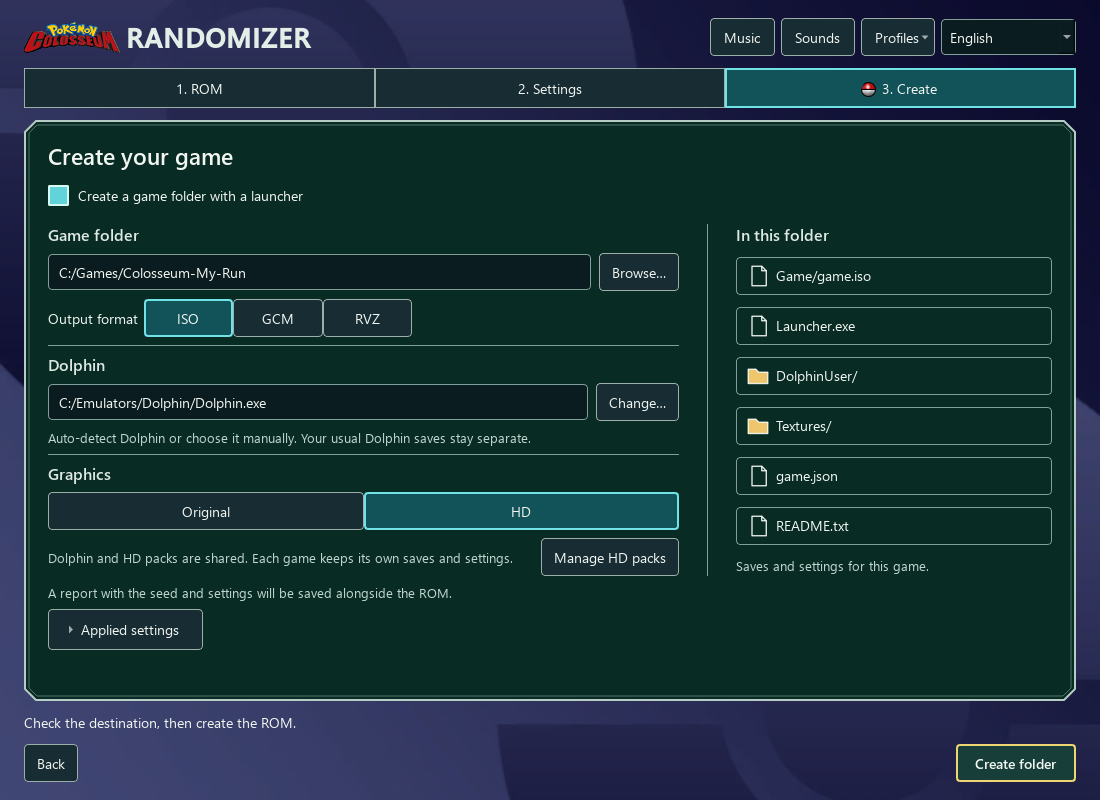 Pokémon
COLOSSEUM
RANDOMIZER
Music
Sounds
Profiles
English
1. ROM
2. Settings
3. Create
Create your game
Create a game folder with a launcher
Game folder
C:/Games/Colosseum-My-Run
Browse...
Output format
ISO
GCM
RVZ
Dolphin
C:/Emulators/Dolphin/Dolphin.exe
Change...
Auto-detect Dolphin or choose it manually. Your usual Dolphin saves stay separate.
Graphics
Original
HD
Dolphin and HD packs are shared. Each game keeps its own saves and settings.
Manage HD packs
A report with the seed and settings will be saved alongside the ROM.
Applied settings
In this folder
Game/game.iso
Launcher.exe
DolphinUser/
Textures/
game.json
README.txt
Saves and settings for this game.
Check the destination, then create the ROM.
Back
Create folder